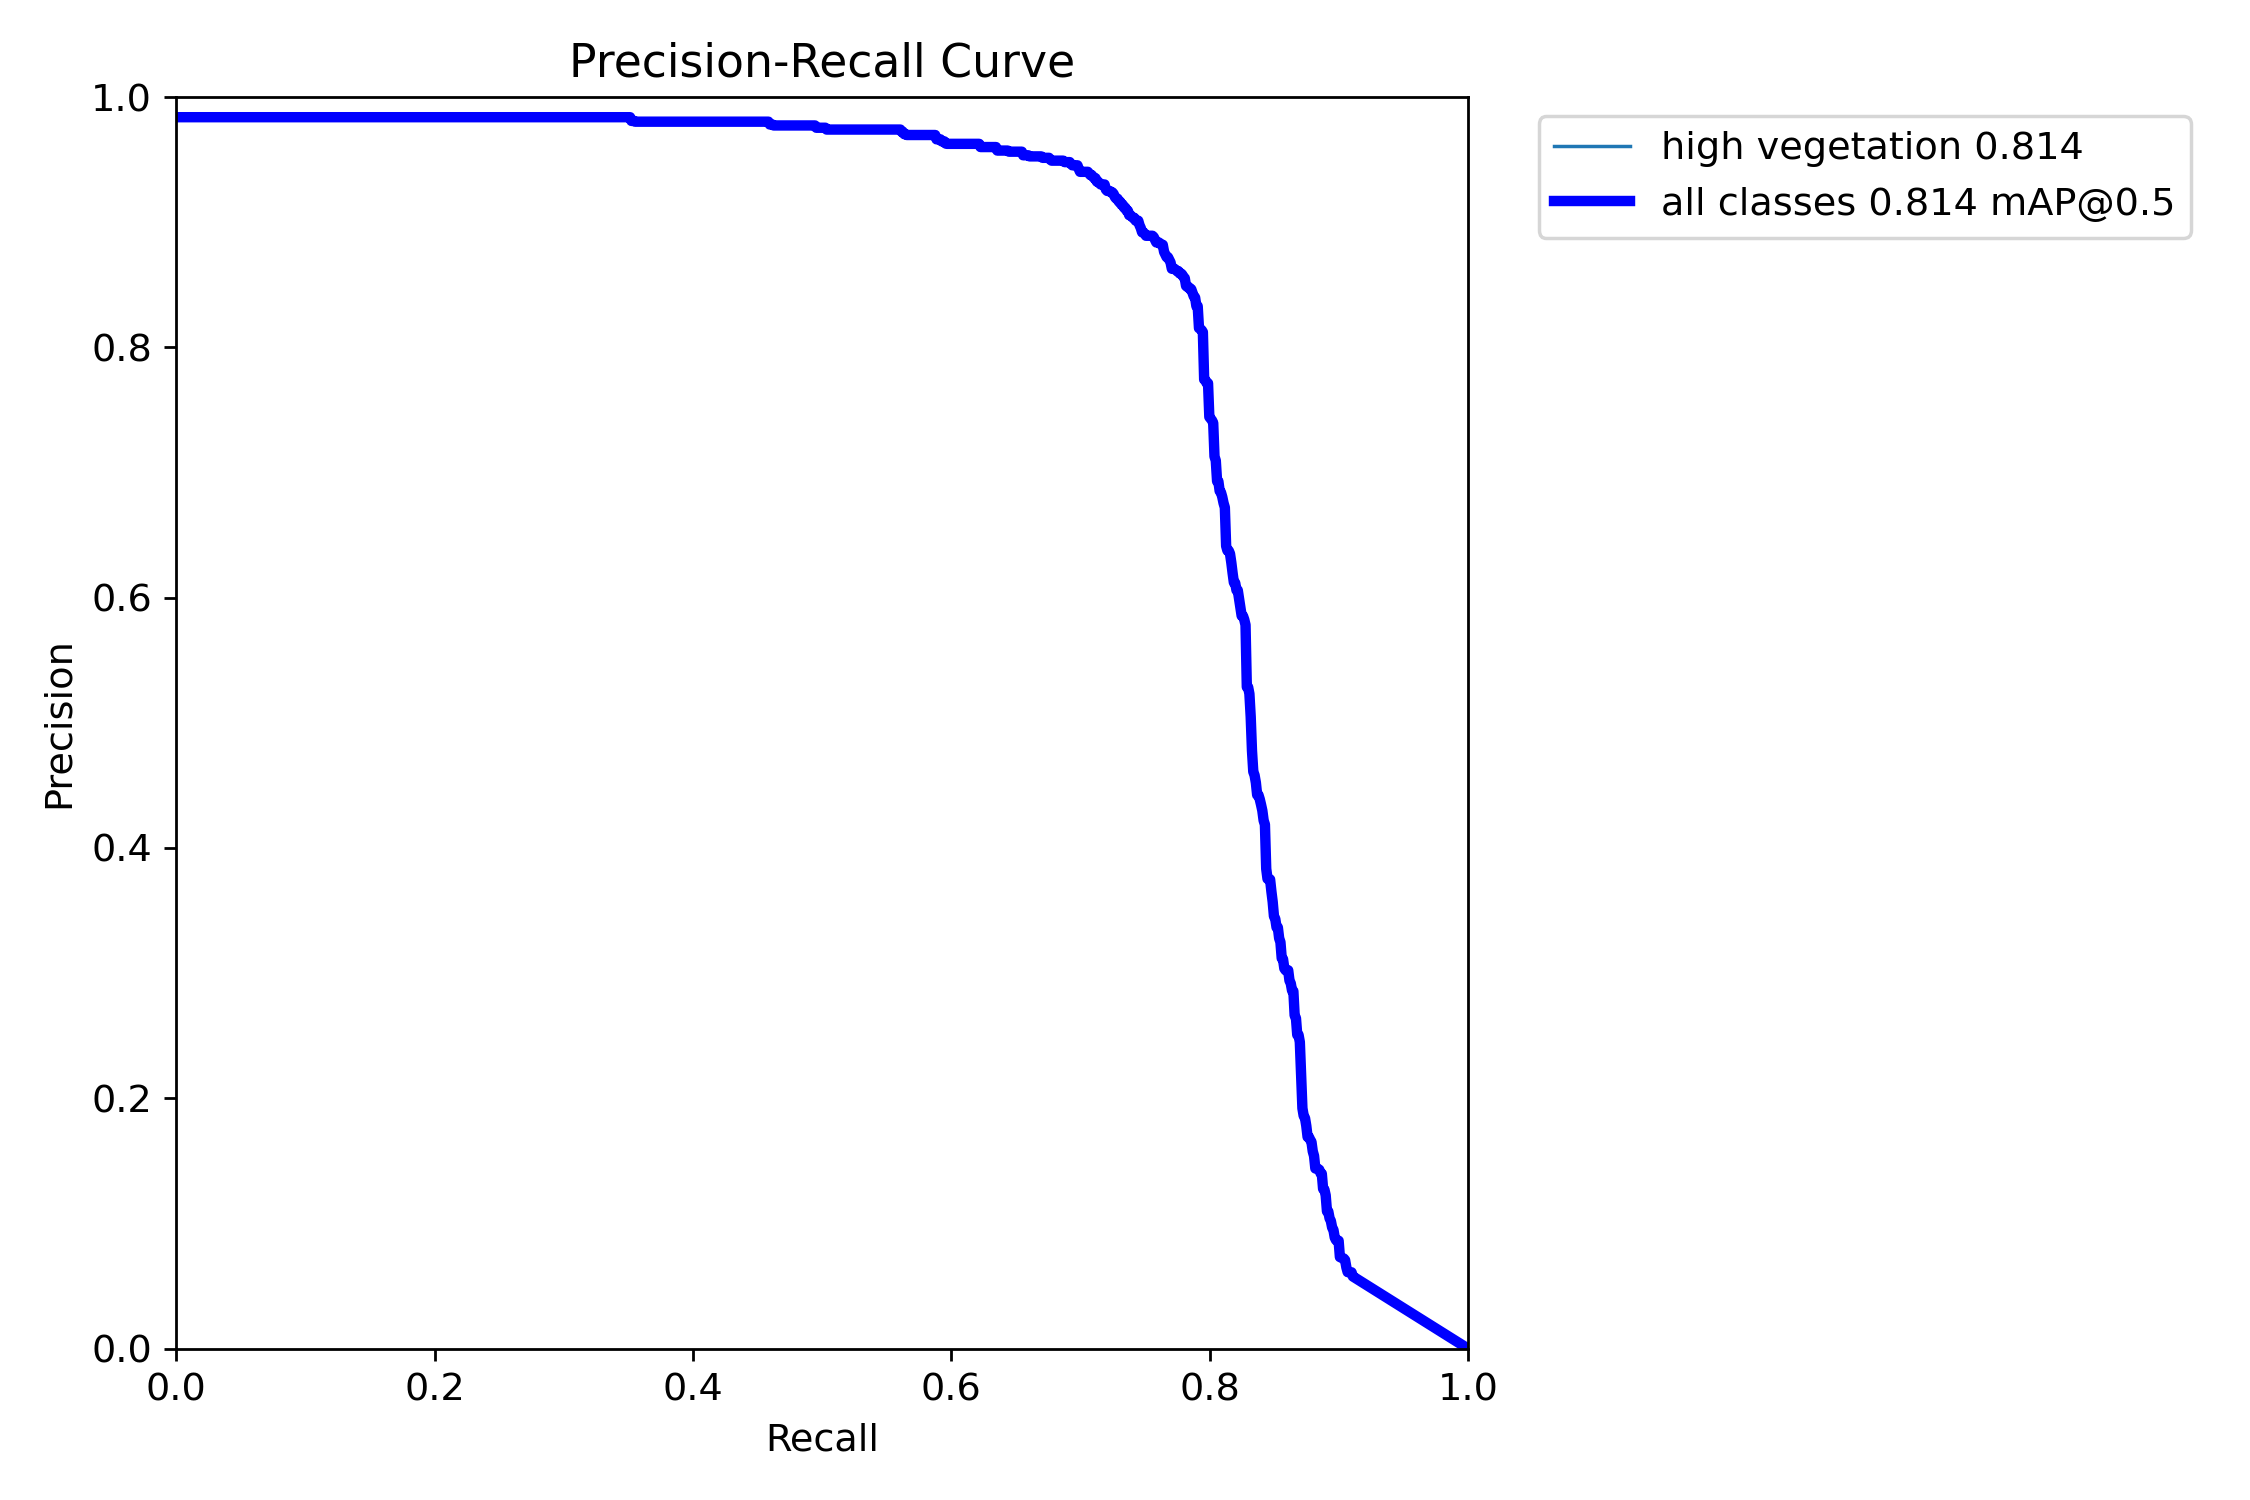 Precision-Recall Curve
high vegetation 0.814
all classes 0.814 mAP@0.5
Precision
1.0
0.8
0.6
0.4
0.2
0.0
0.0 0.2 0.4 0.6 0.8 1.0
Recall